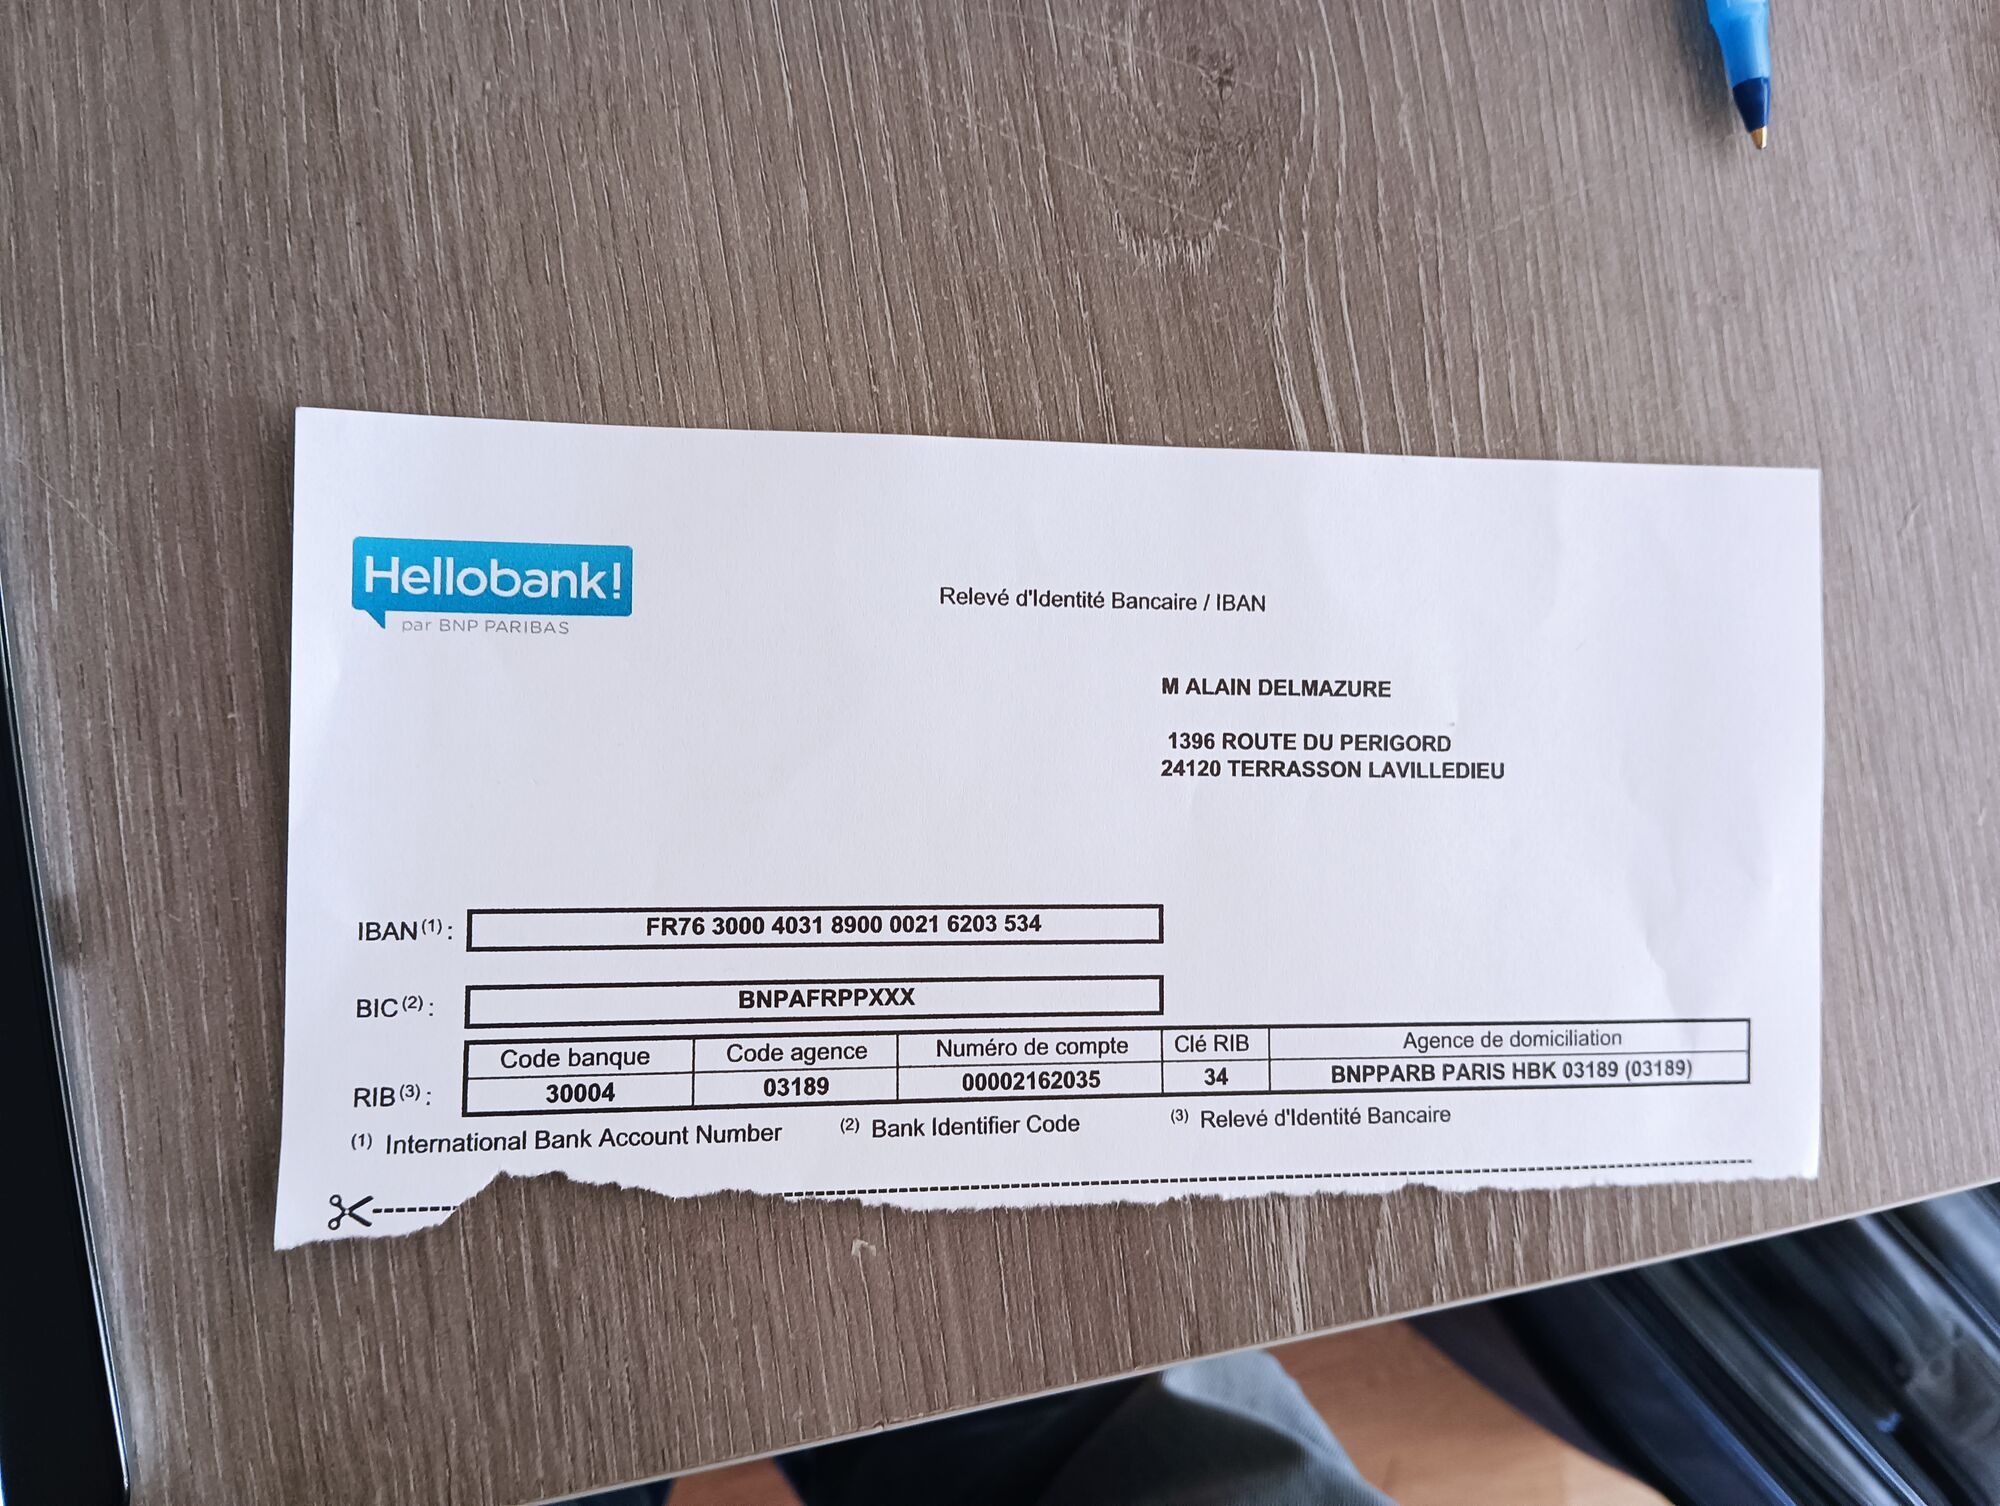 Hellobank!
par BNP PARIBAS
Relevé d'Identité Bancaire / IBAN
M ALAIN DELMAZURE
1396 ROUTE DU PERIGORD
24120 TERRASSON LAVILLEDIEU
IBAN(1) : FR76 3000 4031 8900 0021 6203 534
BIC(2) : BNPAFRPPXXX
Code banque Code agence Numéro de compte Clé RIB Agence de domiciliation
RIB(3) : 30004 03189 00002162035 34 BNPPARB PARIS HBK 03189 (03189)
(1) International Bank Account Number (2) Bank Identifier Code (3) Relevé d'Identité Bancaire